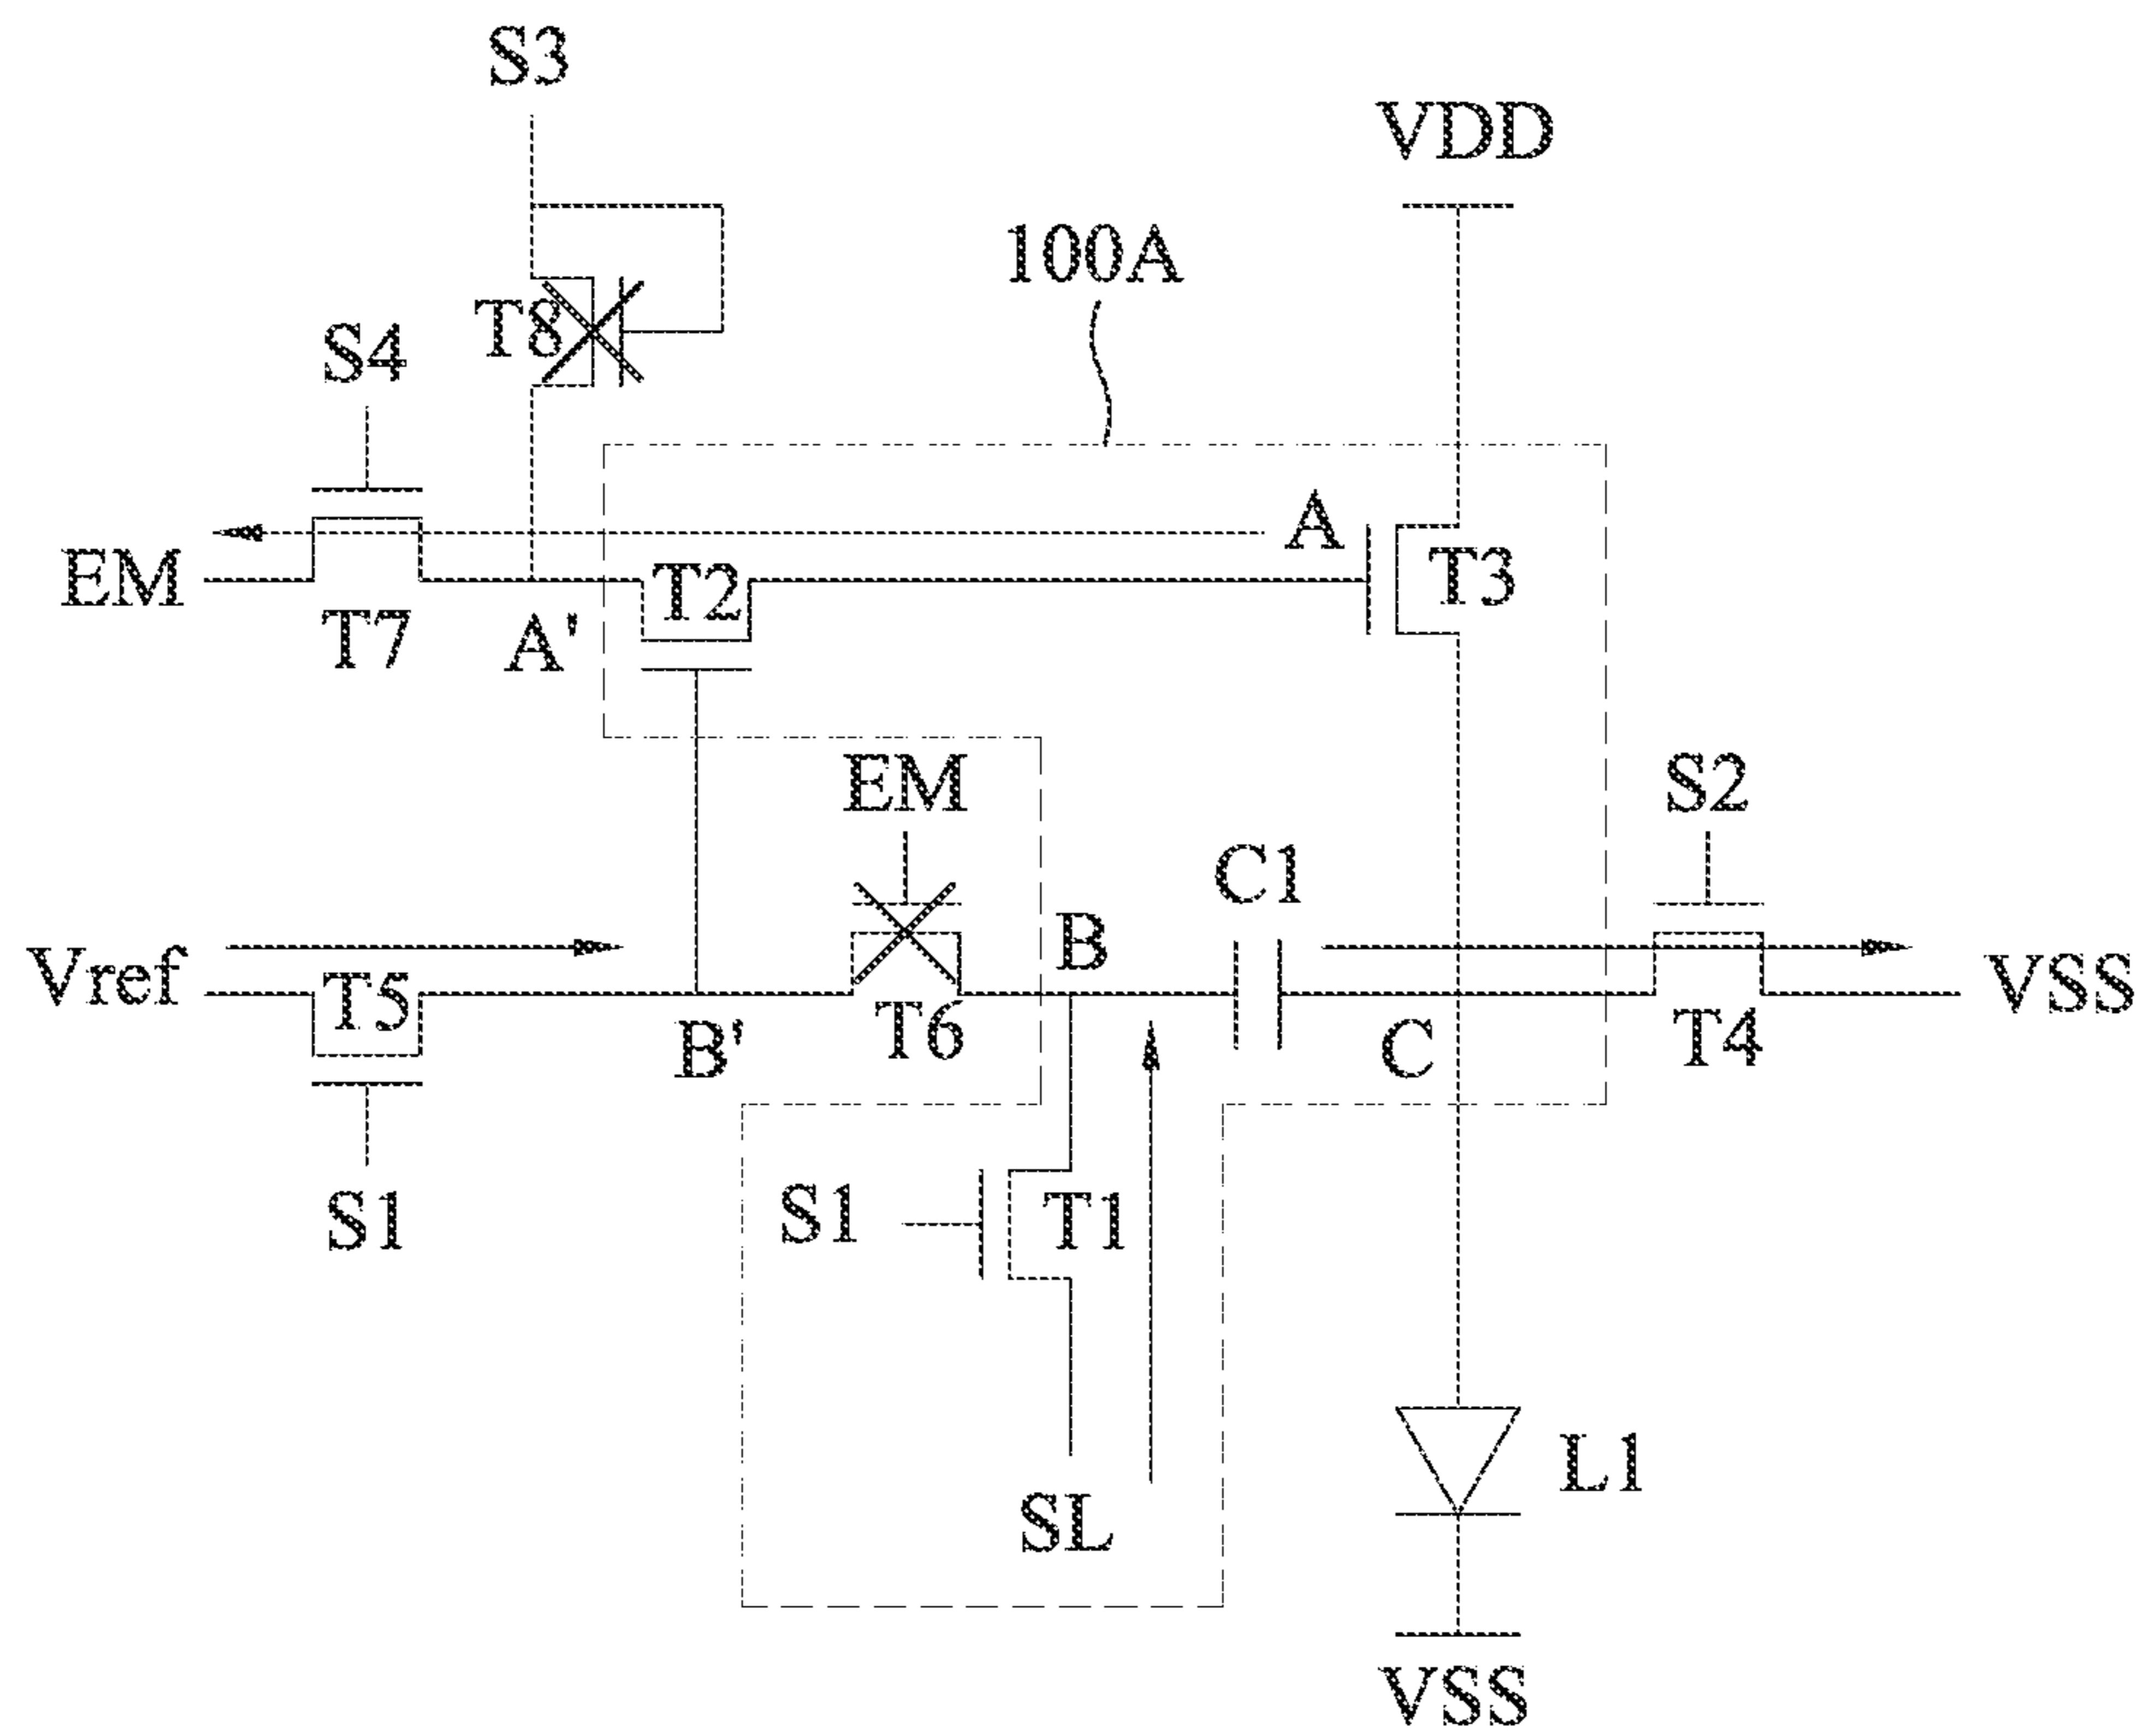 S3
VDD
100A
T8
S4
A
EM
T2
T3
T7
A'
EM
S2
C1
B
Vref
T5
VSS
B'
T6
C
T4
S1
T1
S1
L1
SL
VSS